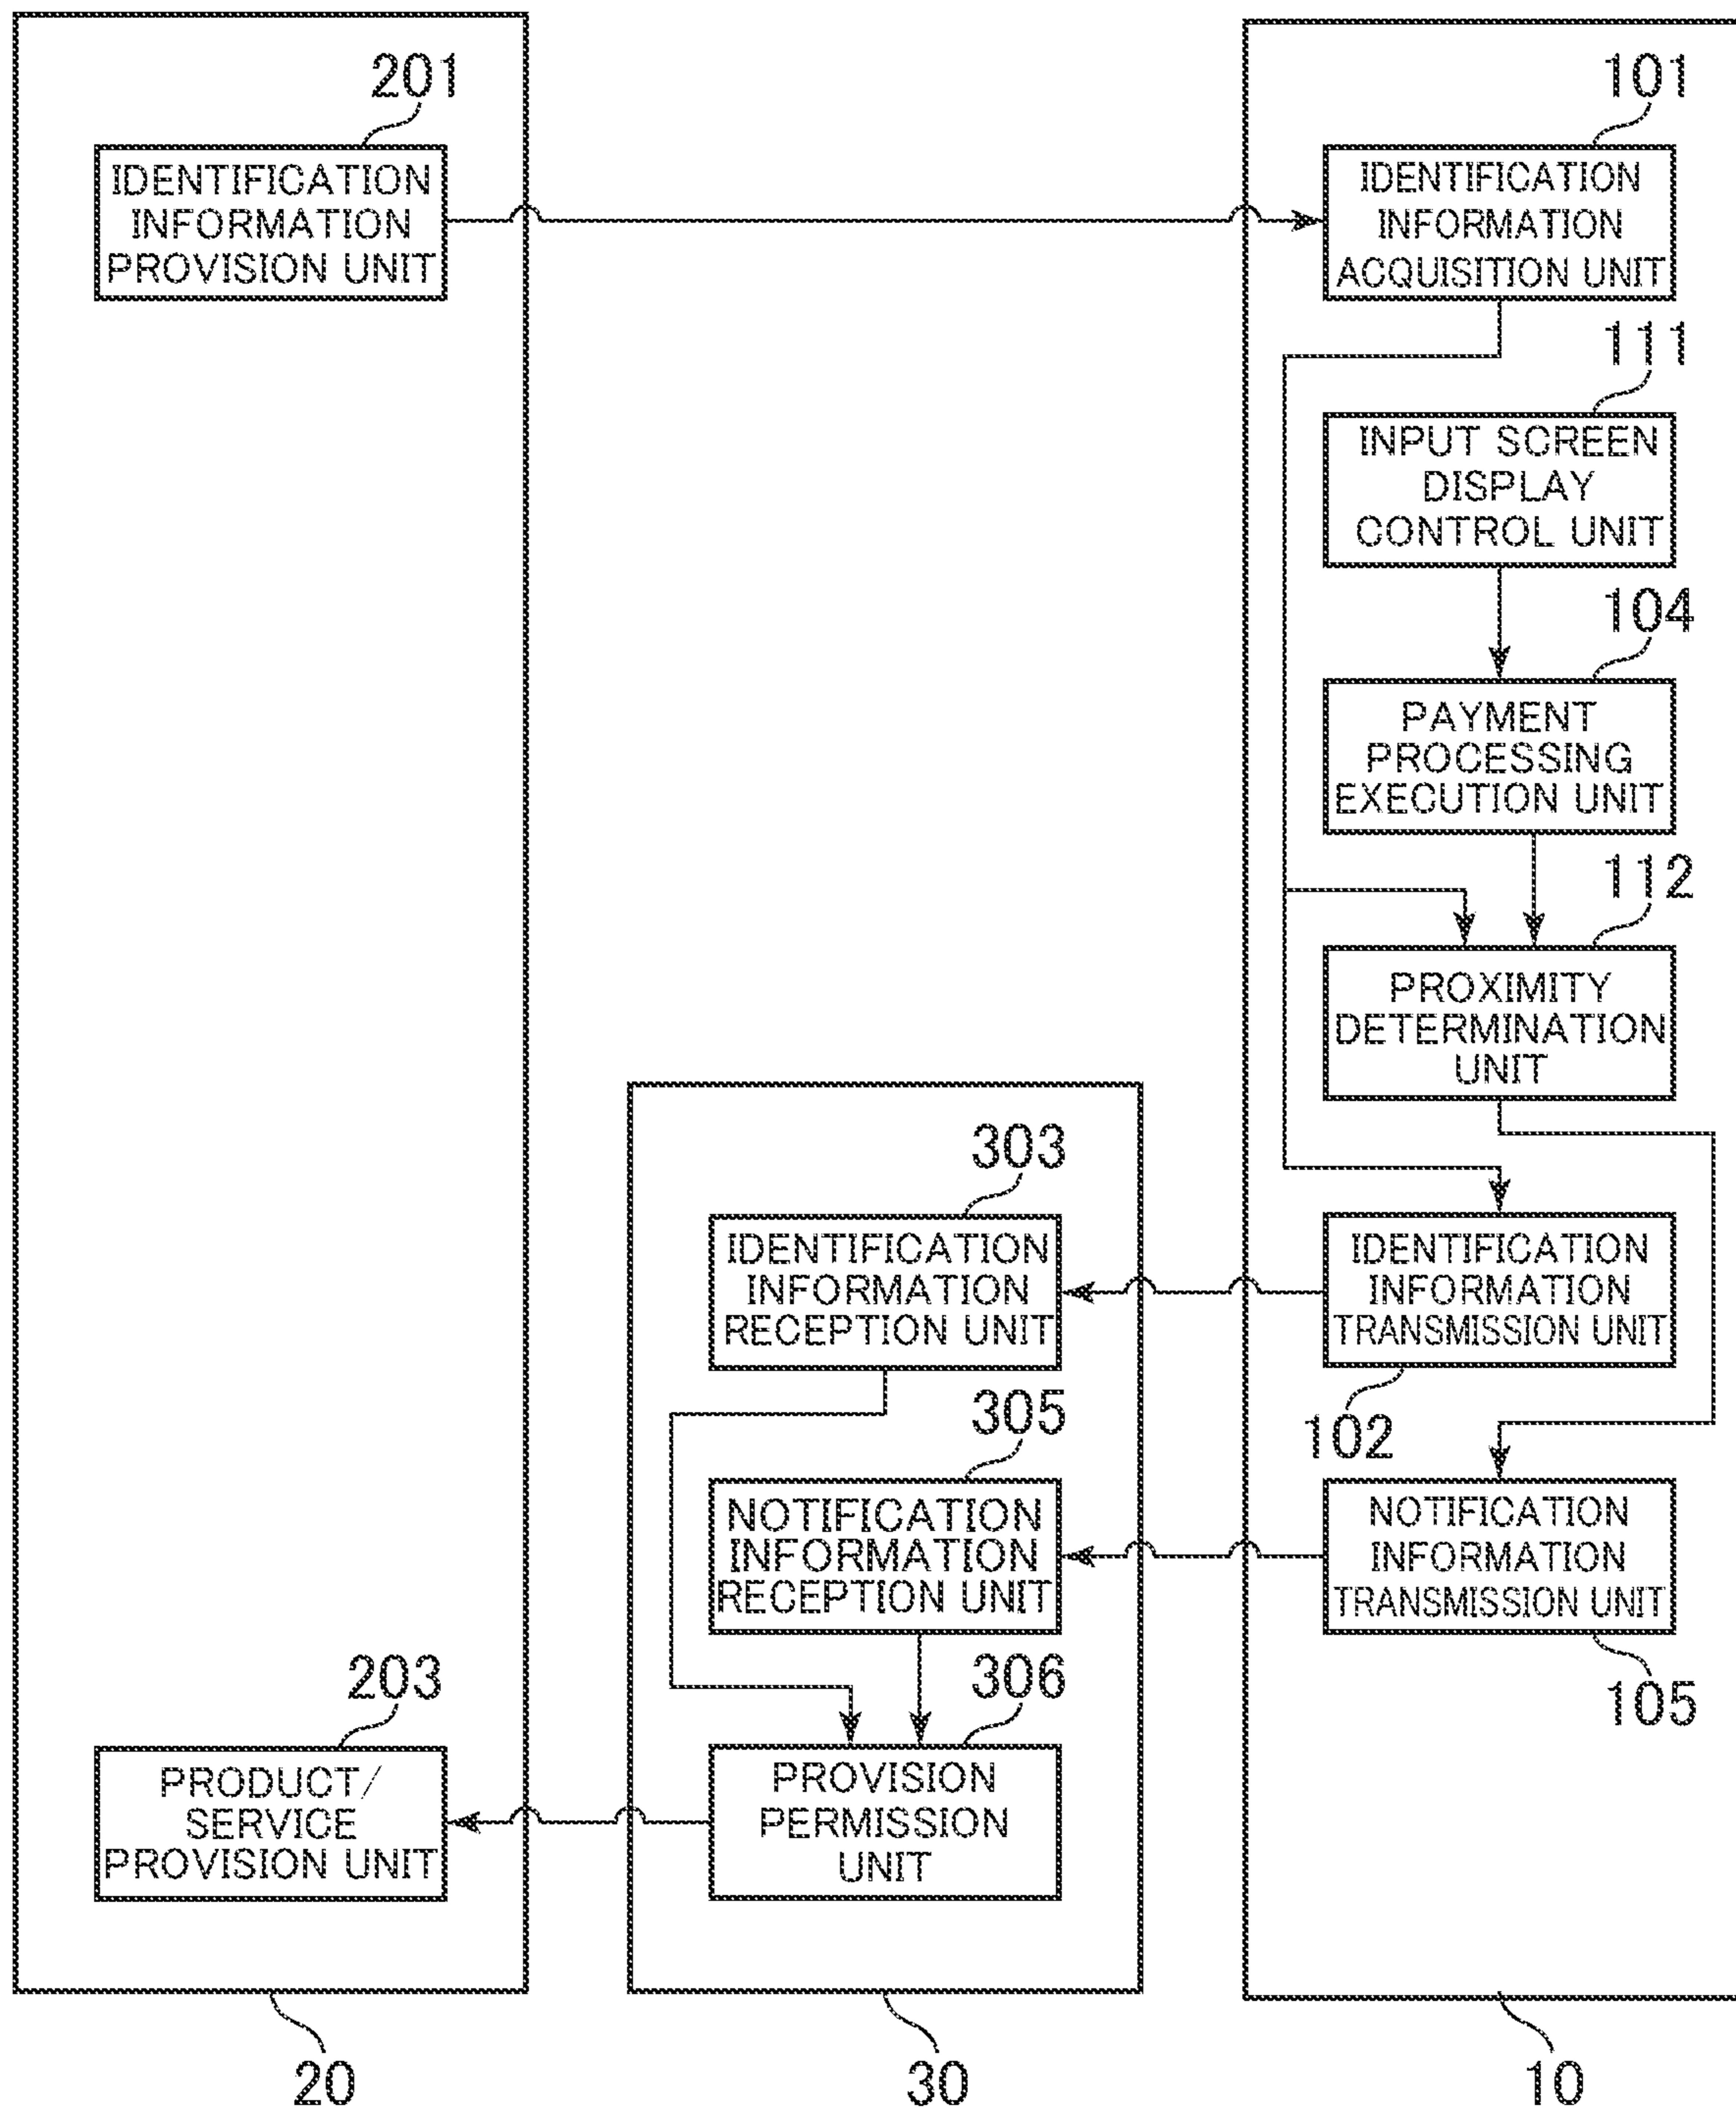 201
IDENTIFICATION
INFORMATION
PROVISION UNIT
101
IDENTIFICATION
INFORMATION
ACQUISITION UNIT
111
INPUT SCREEN
DISPLAY
CONTROL UNIT
104
PAYMENT
PROCESSING
EXECUTION UNIT
112
PROXIMITY
DETERMINATION
UNIT
303
IDENTIFICATION
INFORMATION
RECEPTION UNIT
IDENTIFICATION
INFORMATION
TRANSMISSION UNIT
102
305
NOTIFICATION
INFORMATION
RECEPTION UNIT
NOTIFICATION
INFORMATION
TRANSMISSION UNIT
105
203
PRODUCT/
SERVICE
PROVISION UNIT
306
PROVISION
PERMISSION
UNIT
20
30
10